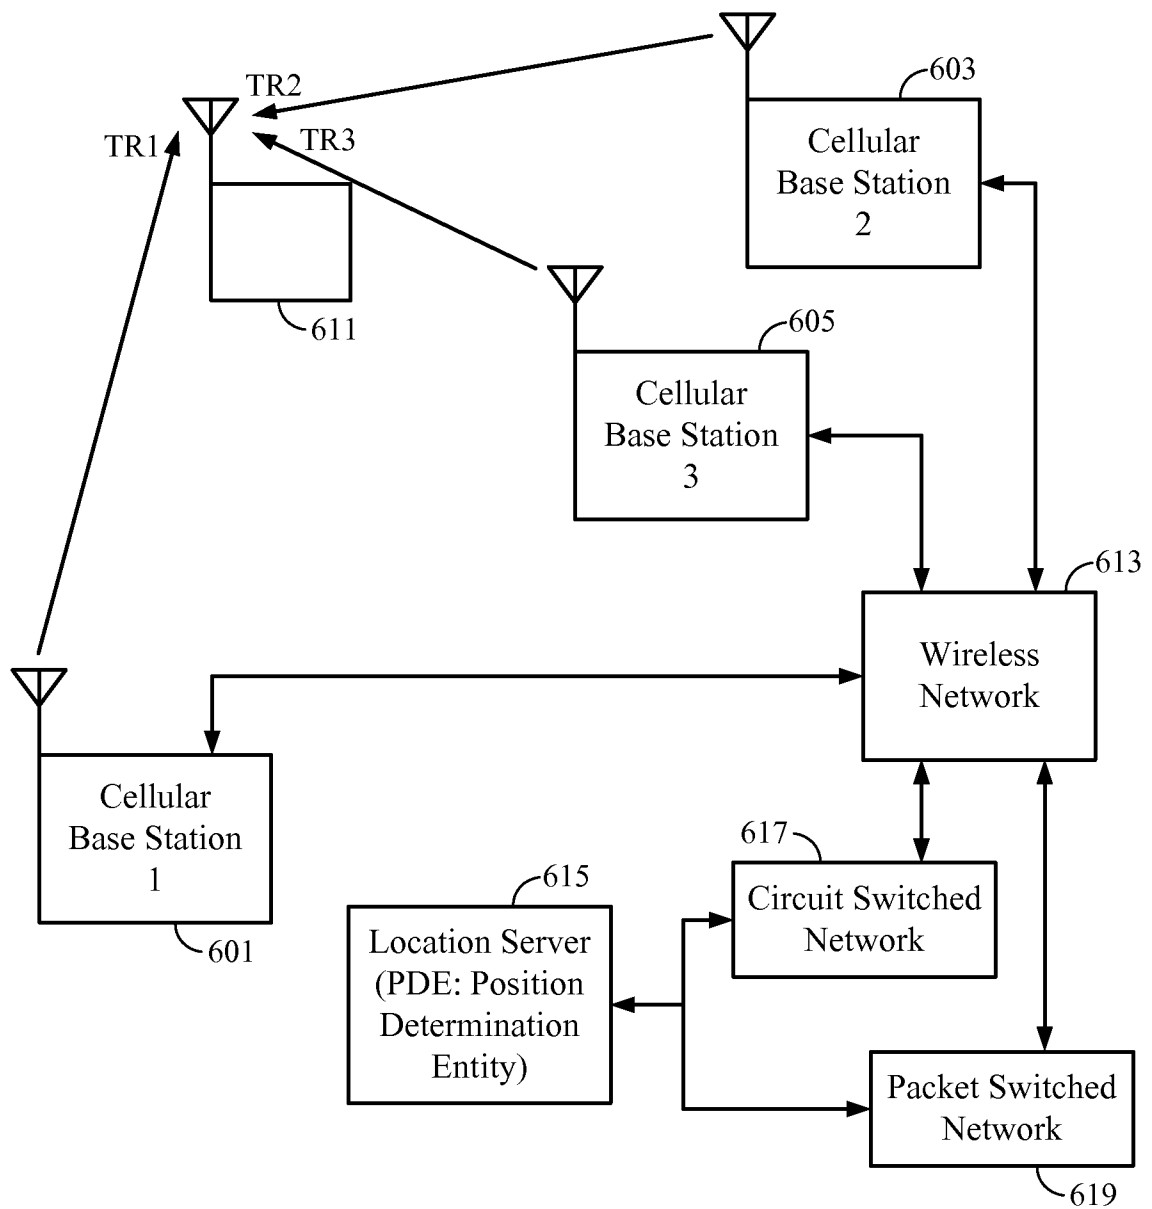 603
TR2
TR1
TR3
Cellular
Base Station
2
611
605
Cellular
Base Station
3
613
Wireless
Network
Cellular
Base Station
1
601
617
Circuit Switched
Network
615
Location Server
(PDE: Position
Determination
Entity)
Packet Switched
Network
619